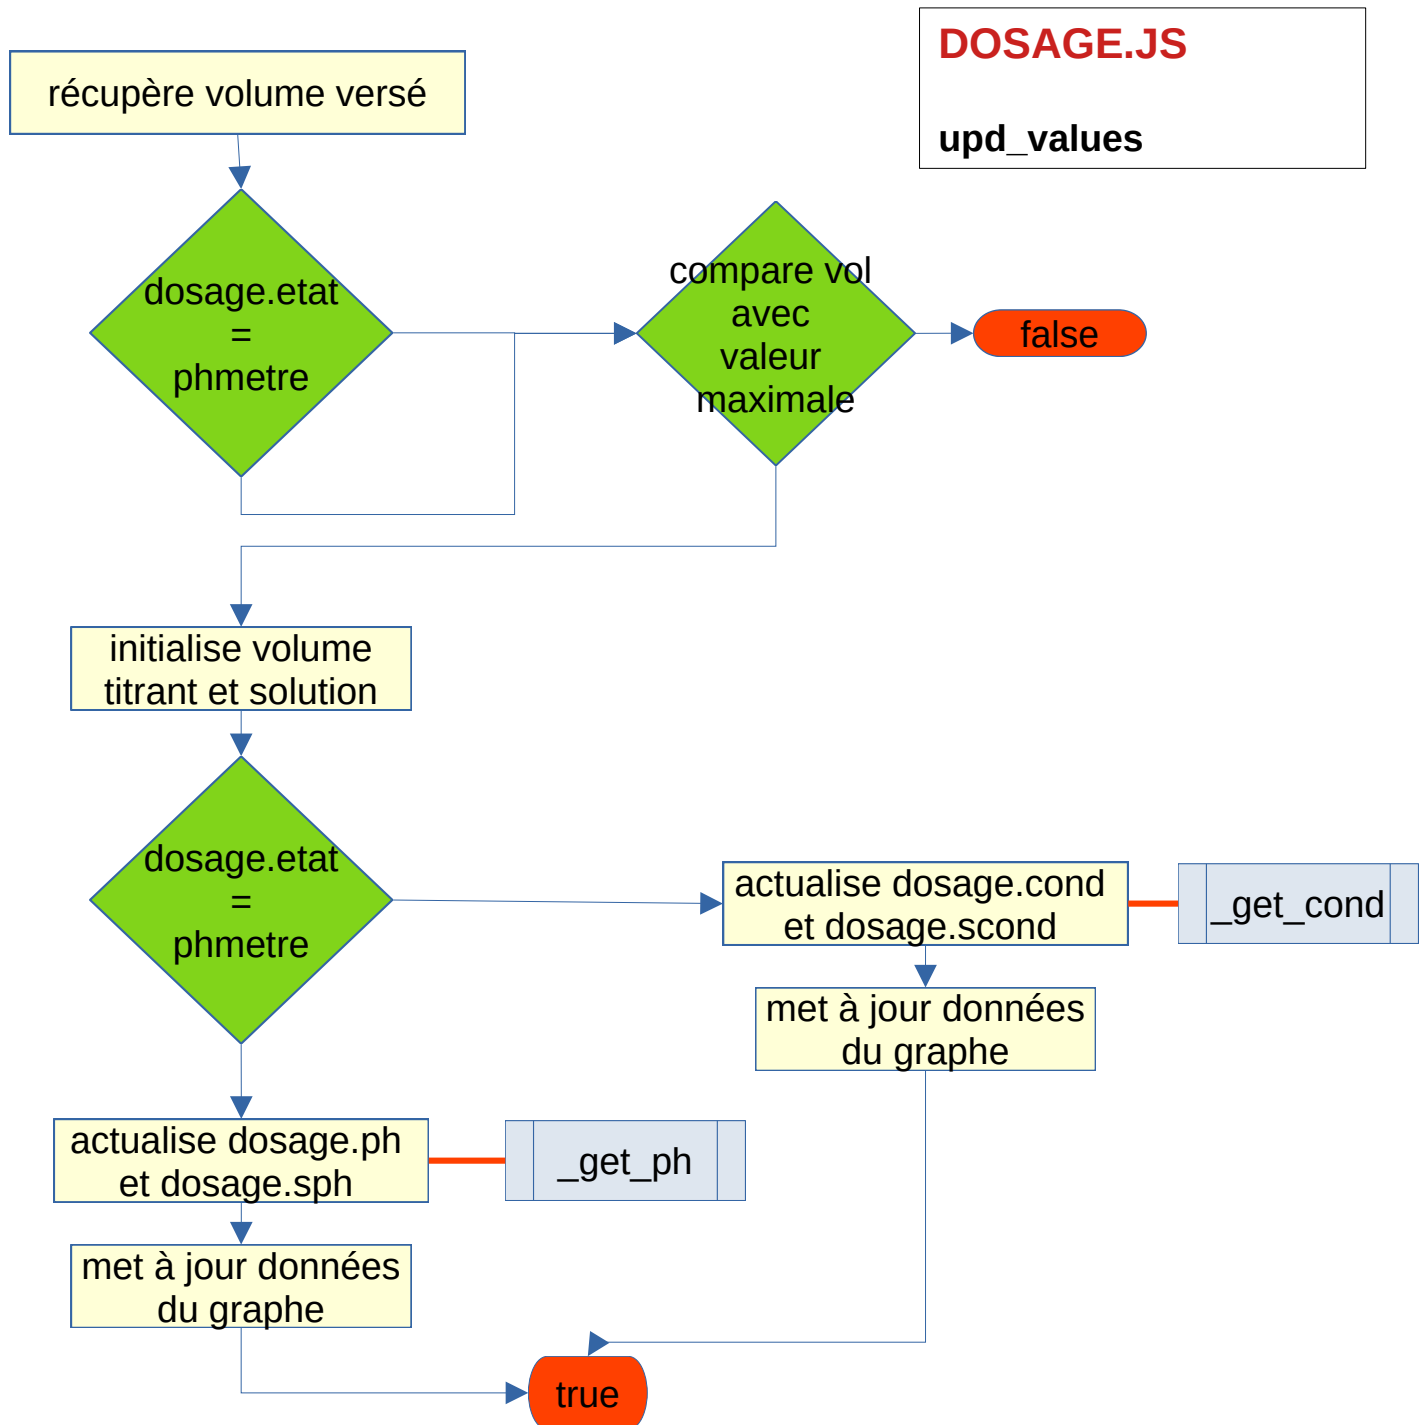 DOSAGE.JS
upd_values
récupère volume versé
dosage.etat
=
phmetre
compare vol
avec
valeur
maximale
false
initialise volume
titrant et solution
dosage.etat
=
phmetre
actualise dosage.cond
et dosage.scond
_get_cond
met à jour données
du graphe
actualise dosage.ph
et dosage.sph
_get_ph
met à jour données
du graphe
true